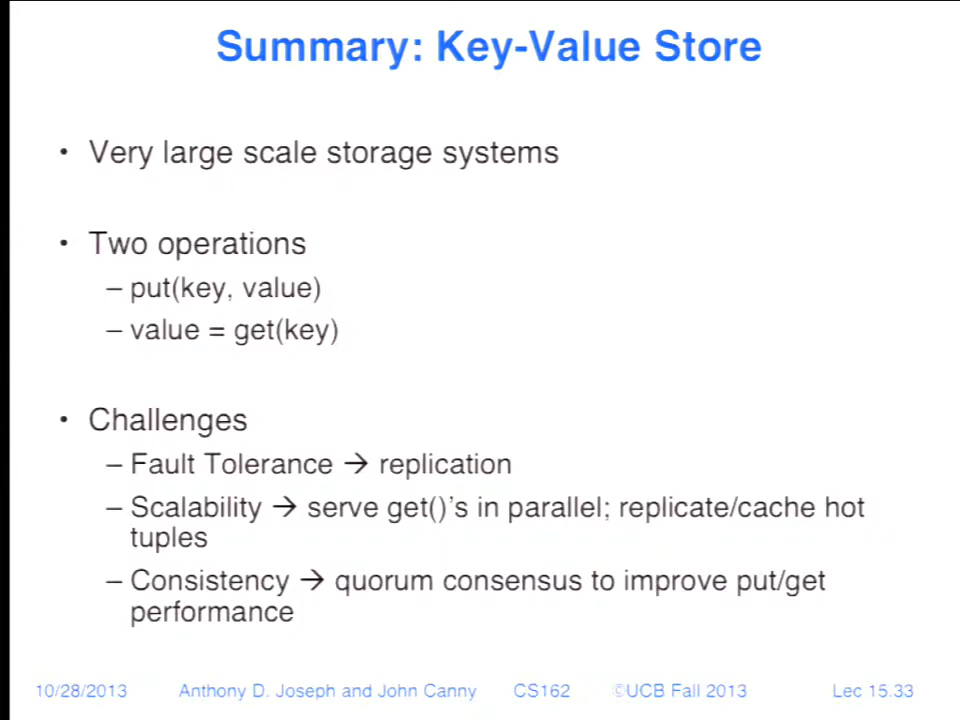 Summary: Key-Value Store
• Very large scale storage systems
• Two operations
– put(key, value)
– value = get(key)
• Challenges
– Fault Tolerance → replication
– Scalability → serve get()'s in parallel; replicate/cache hot
tuples
– Consistency → quorum consensus to improve put/get
performance
10/28/2013 Anthony D. Joseph and John Canny CS162 ©UCB Fall 2013 Lec 15.33